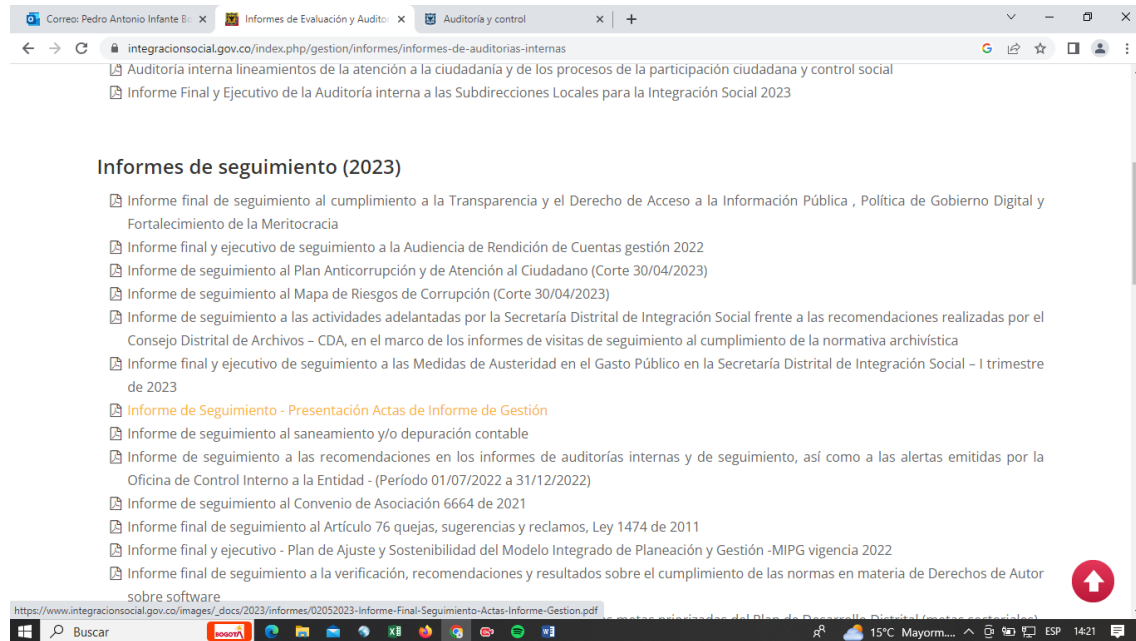 Correo: Pedro Antonio Infante Bo
Informes de Evaluación y Auditor
Auditoría y control
integracionsocial.gov.co/index.php/gestion/informes/informes-de-auditorias-internas
Auditoría interna lineamientos de la atención a la ciudadanía y de los procesos de la participación ciudadana y control social
Informe Final y Ejecutivo de la Auditoría interna a las Subdirecciones Locales para la Integración Social 2023
Informes de seguimiento (2023)
Informe final de seguimiento al cumplimiento a la Transparencia y el Derecho de Acceso a la Información Pública , Política de Gobierno Digital y
Fortalecimiento de la Meritocracia
Informe final y ejecutivo de seguimiento a la Audiencia de Rendición de Cuentas gestión 2022
Informe de seguimiento al Plan Anticorrupción y de Atención al Ciudadano (Corte 30/04/2023)
Informe de seguimiento al Mapa de Riesgos de Corrupción (Corte 30/04/2023)
Informe de seguimiento a las actividades adelantadas por la Secretaría Distrital de Integración Social frente a las recomendaciones realizadas por el
Consejo Distrital de Archivos – CDA, en el marco de los informes de visitas de seguimiento al cumplimiento de la normativa archivística
Informe final y ejecutivo de seguimiento a las Medidas de Austeridad en el Gasto Público en la Secretaría Distrital de Integración Social – I trimestre
de 2023
Informe de Seguimiento - Presentación Actas de Informe de Gestión
Informe de seguimiento al saneamiento y/o depuración contable
Informe de seguimiento a las recomendaciones en los informes de auditorías internas y de seguimiento, así como a las alertas emitidas por la
Oficina de Control Interno a la Entidad - (Período 01/07/2022 a 31/12/2022)
Informe de seguimiento al Convenio de Asociación 6664 de 2021
Informe final de seguimiento al Artículo 76 quejas, sugerencias y reclamos, Ley 1474 de 2011
Informe final y ejecutivo - Plan de Ajuste y Sostenibilidad del Modelo Integrado de Planeación y Gestión -MIPG vigencia 2022
Informe final de seguimiento a la verificación, recomendaciones y resultados sobre el cumplimiento de las normas en materia de Derechos de Autor
sobre software
https://www.integracionsocial.gov.co/images/_docs/2023/informes/02052023-Informe-Final-Seguimiento-Actas-Informe-Gestion.pdf
metas priorizadas del Plan de Desarrollo Distrital (metas sectoriales)
Buscar
BOGOTÁ
15°C Mayorm....
ESP
14:21